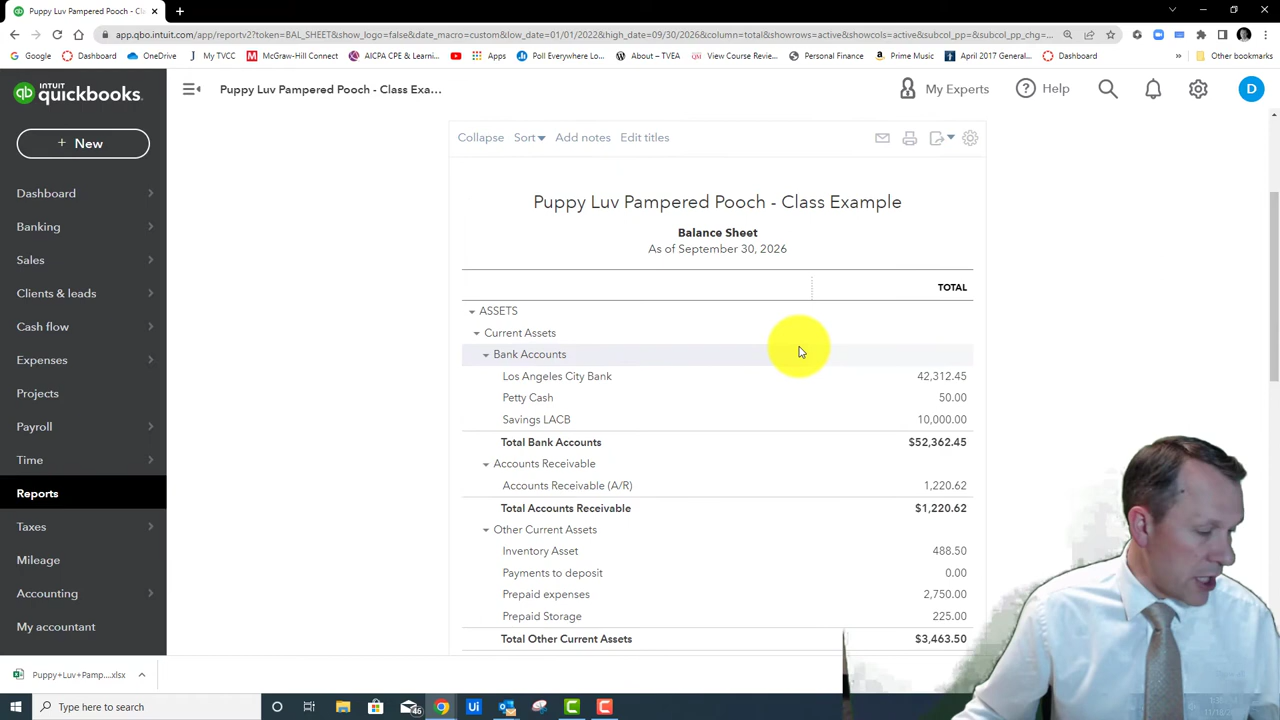 Puppy Luv Pampered Pooch - Cl
app.qbo.intuit.com/app/reportv2?token=BAL_SHEET&show_logo=false&date_macro=custom&low_date=01/01/2022&high_date=09/30/2026&column=total&showrows=active&showcols=active&subcol_pp=&subcol_pp_chg=...
Google
Dashboard
OneDrive
My TVCC
McGraw-Hill Connect
AICPA CPE & Learni...
Apps
Poll Everywhere Lo...
About – TVEA
View Course Review...
Personal Finance
Prime Music
April 2017 General...
Dashboard
Other bookmarks
INTUIT
quickbooks.
Puppy Luv Pampered Pooch - Class Exa...
My Experts
Help
D
+ New
Dashboard
Banking
Sales
Clients & leads
Cash flow
Expenses
Projects
Payroll
Time
Reports
Taxes
Mileage
Accounting
My accountant
Collapse Sort Add notes Edit titles
Puppy Luv Pampered Pooch - Class Example
Balance Sheet
As of September 30, 2026
TOTAL
ASSETS
Current Assets
Bank Accounts
Los Angeles City Bank 42,312.45
Petty Cash 50.00
Savings LACB 10,000.00
Total Bank Accounts $52,362.45
Accounts Receivable
Accounts Receivable (A/R) 1,220.62
Total Accounts Receivable $1,220.62
Other Current Assets
Inventory Asset 488.50
Payments to deposit 0.00
Prepaid expenses 2,750.00
Prepaid Storage 225.00
Total Other Current Assets $3,463.50
Puppy+Luv+Pamp....xlsx
Type here to search
46
Ui